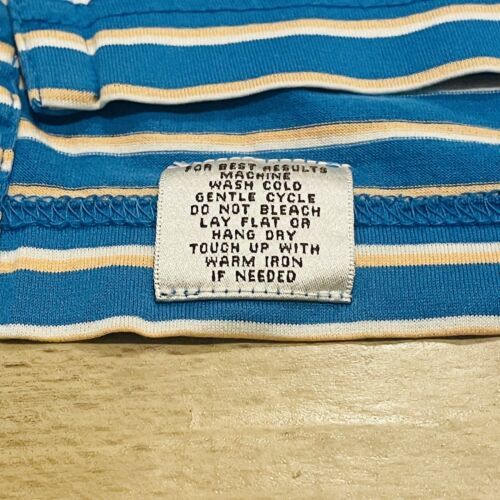 FOR BEST RESULTS
MACHINE
WASH COLD
GENTLE CYCLE
DO NOT BLEACH
LAY FLAT OR
HANG DRY
TOUCH UP WITH
WARM IRON
IF NEEDED